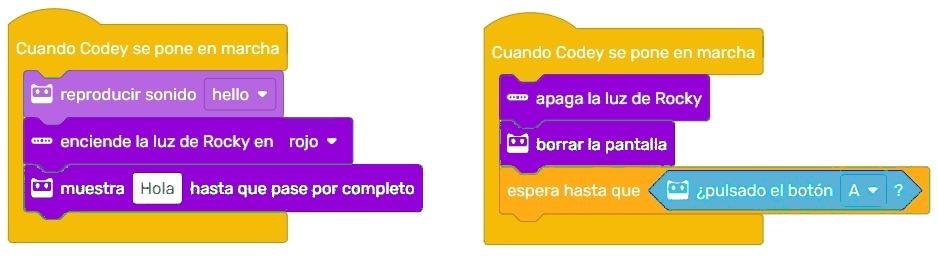 Cuando Codey se pone en marcha
reproducir sonido hello
enciende la luz de Rocky en rojo
muestra Hola hasta que pase por completo
Cuando Codey se pone en marcha
apaga la luz de Rocky
borrar la pantalla
espera hasta que ¿pulsado el botón A ?